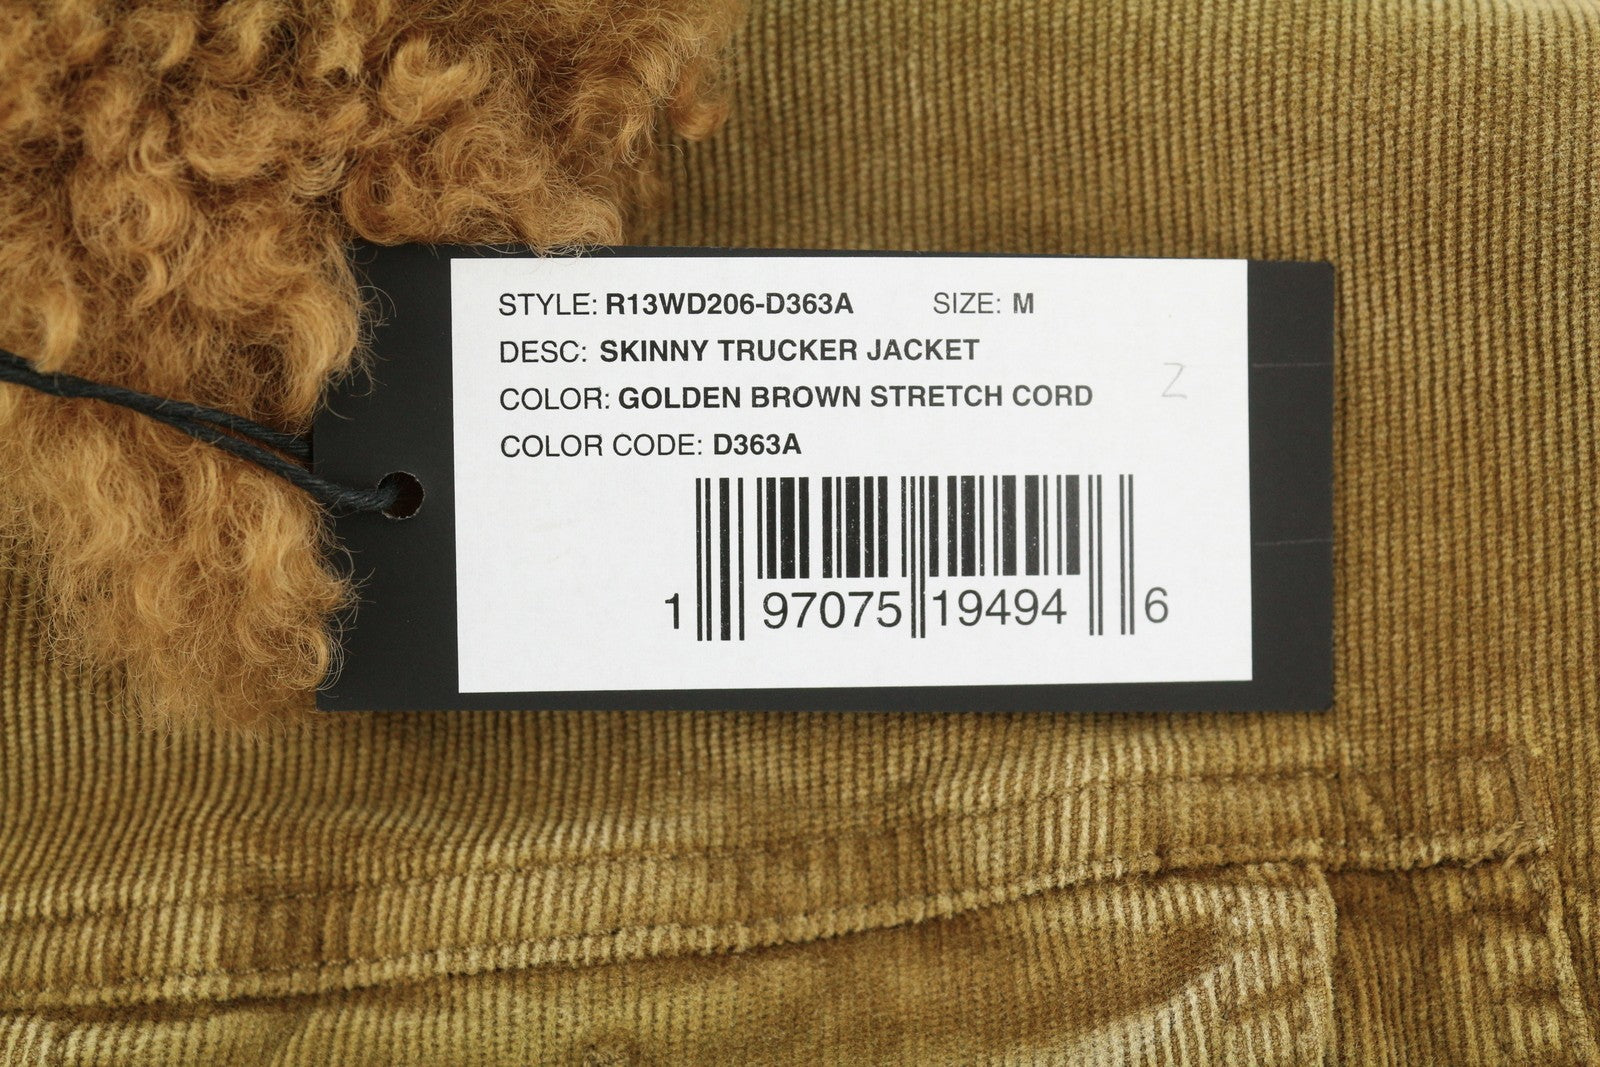 STYLE: R13WD206-D363A SIZE: M
DESC: SKINNY TRUCKER JACKET
COLOR: GOLDEN BROWN STRETCH CORD
Z
COLOR CODE: D363A
1 97075 19494 6